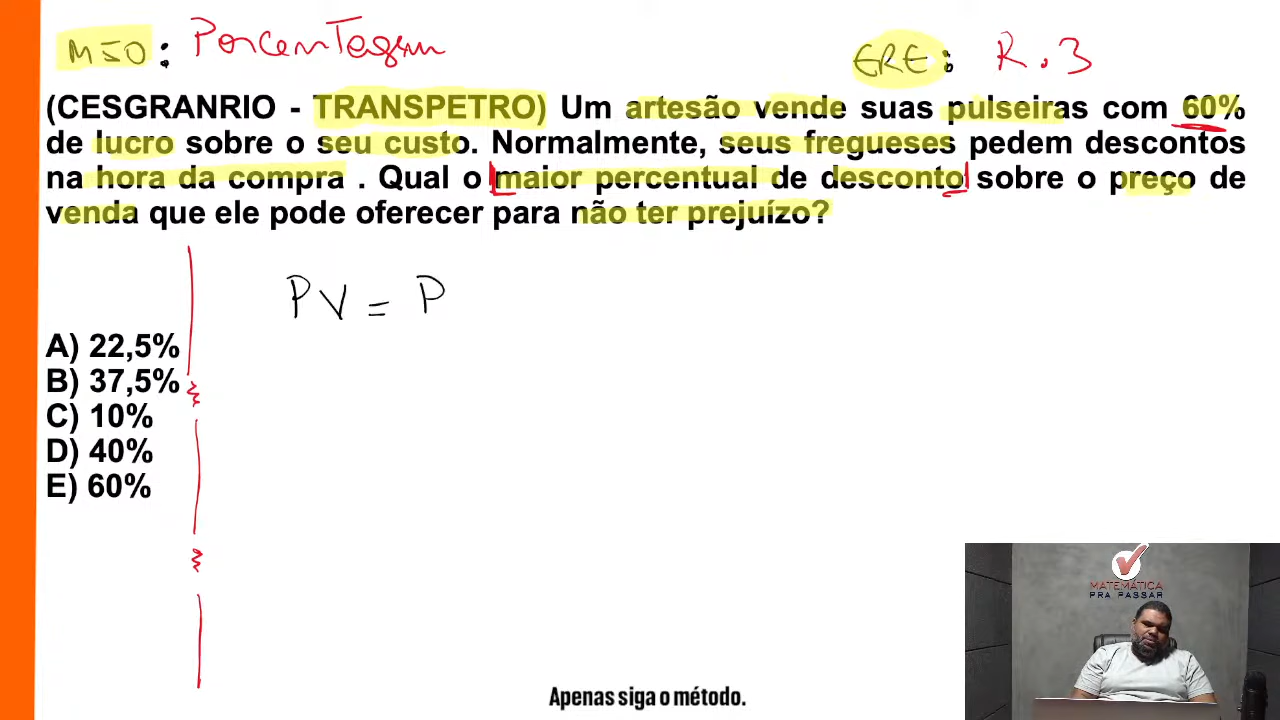 M50: Porcentagem
ERE: R.3
(CESGRANRIO - TRANSPETRO) Um artesão vende suas pulseiras com 60%
de lucro sobre o seu custo. Normalmente, seus fregueses pedem descontos
na hora da compra . Qual o maior percentual de desconto sobre o preço de
venda que ele pode oferecer para não ter prejuízo?
PV = P
A) 22,5%
B) 37,5%
C) 10%
D) 40%
E) 60%
MATEMÁTICA
PRA PASSAR
Apenas siga o método.